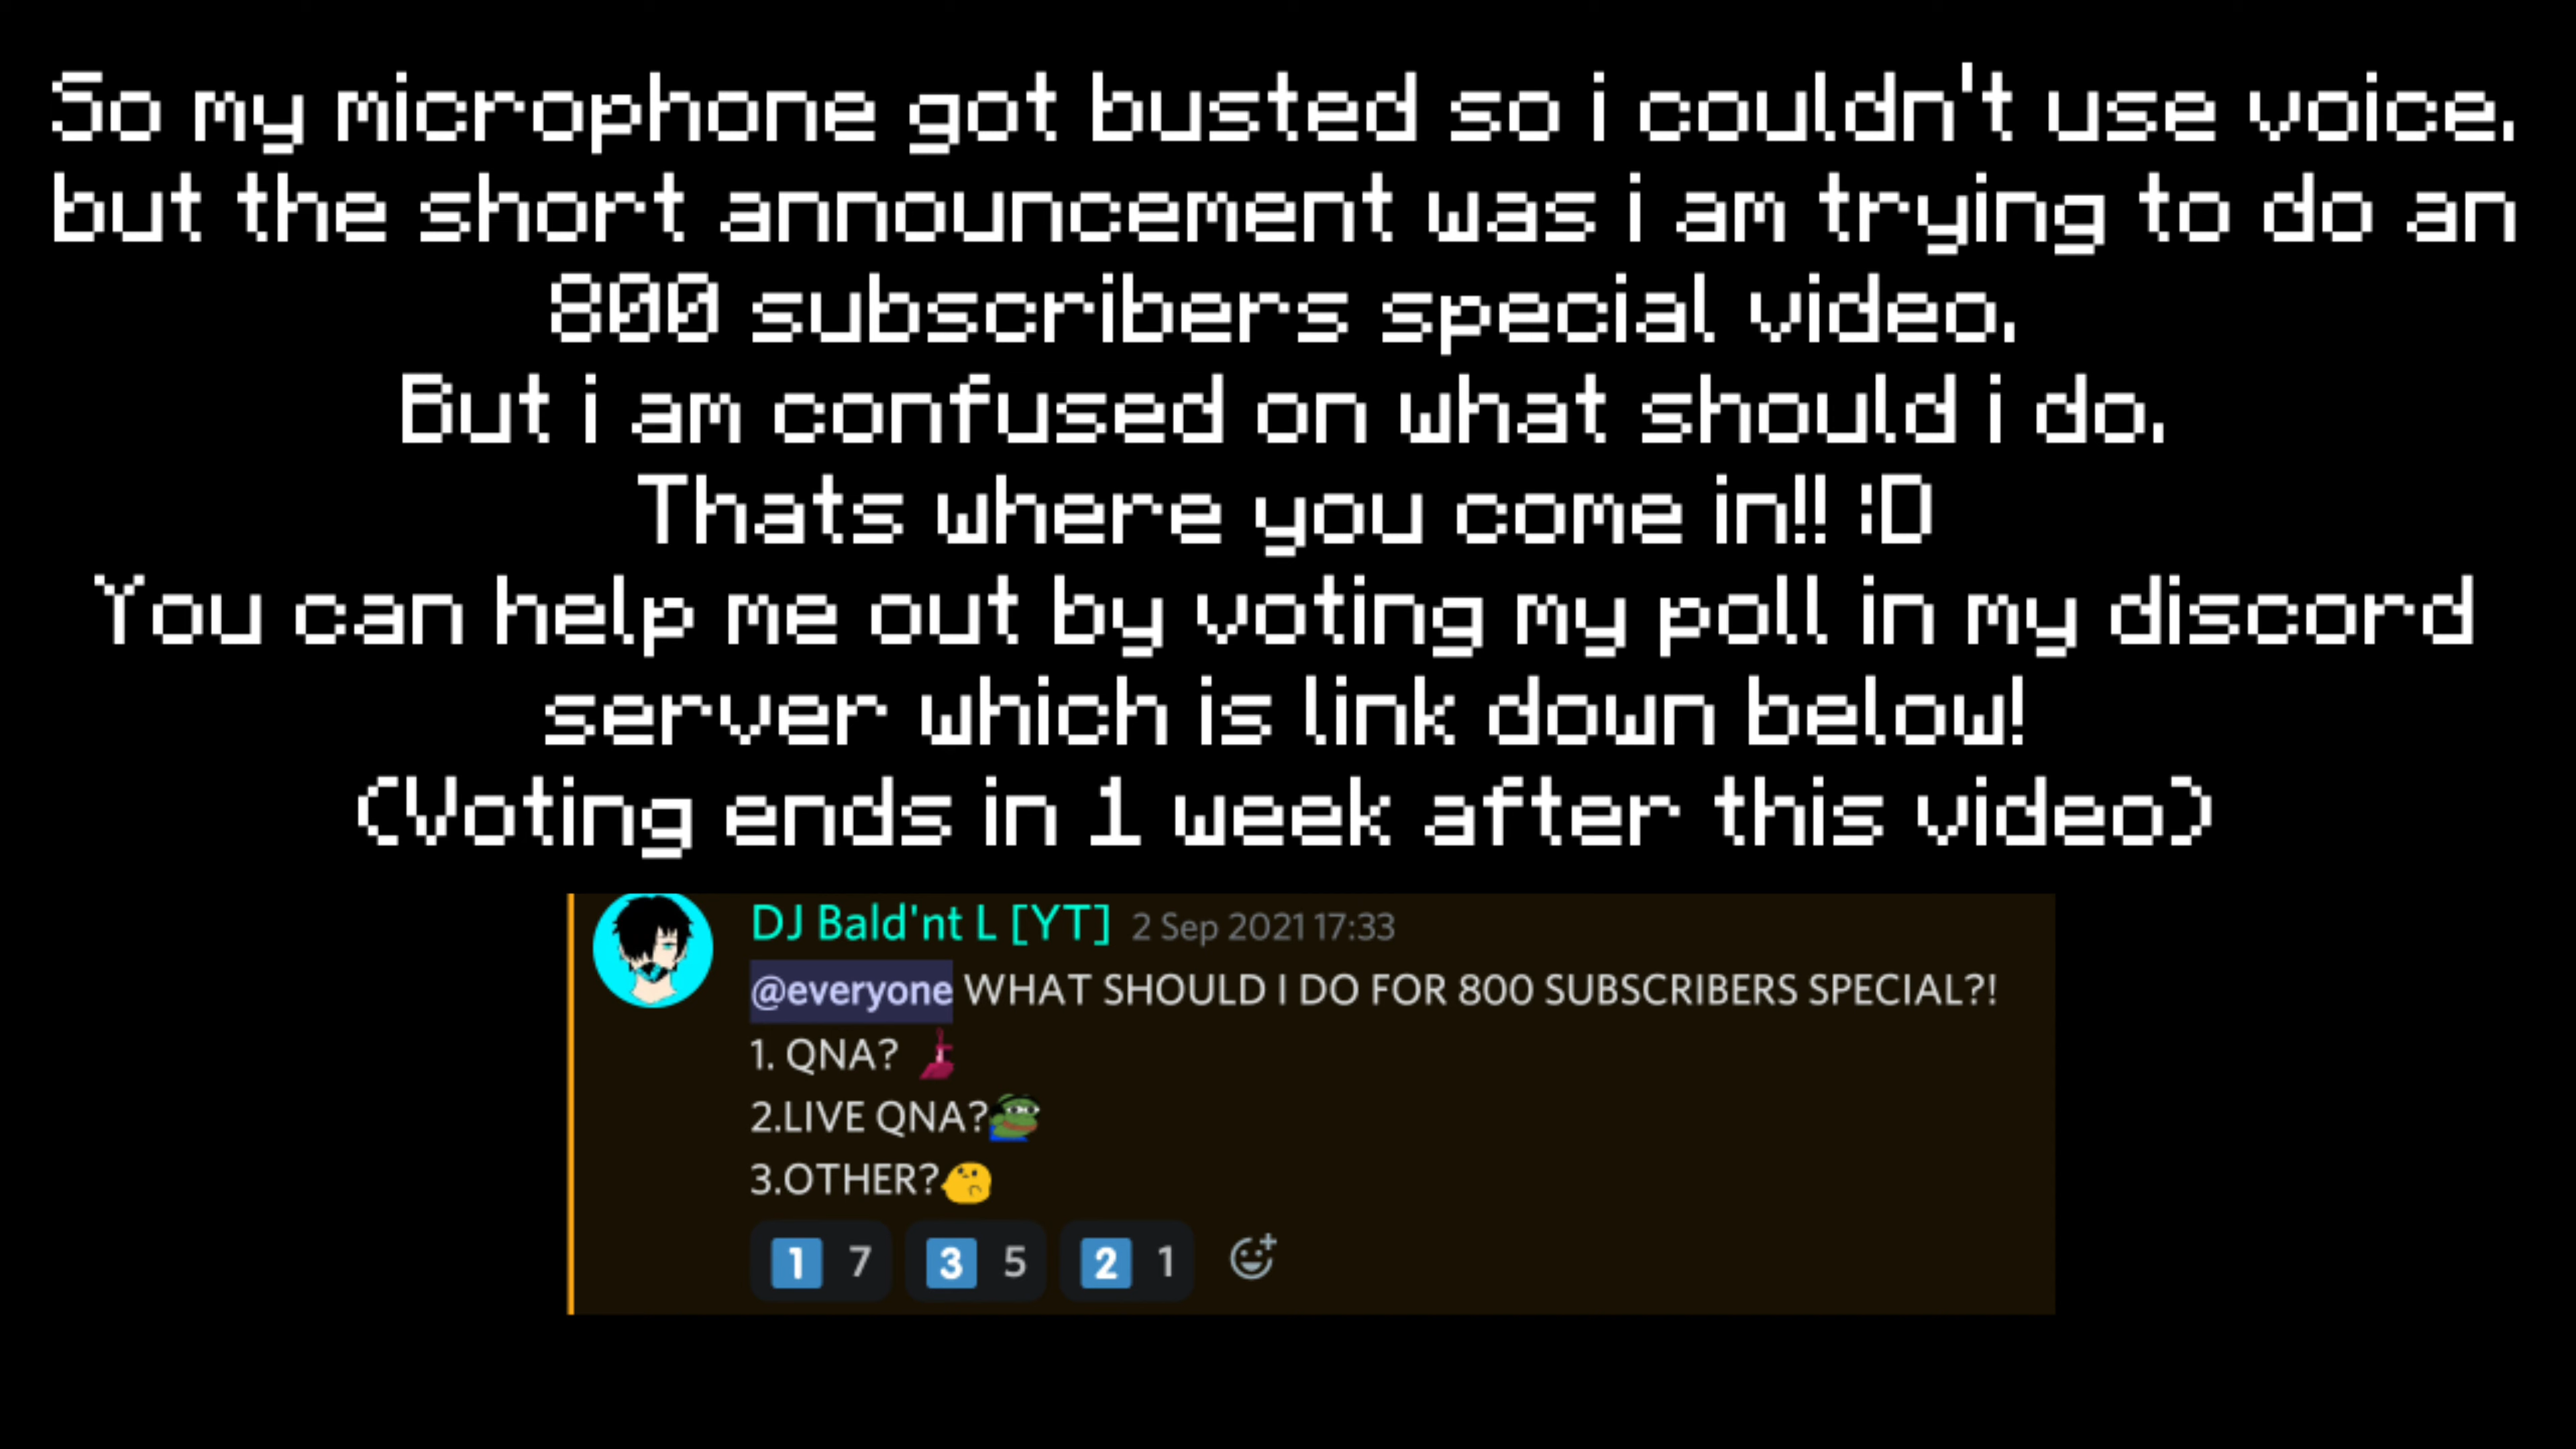 So my microphone got busted so i couldn't use voice.
but the short announcement was i am trying to do an
800 subscribers special video.
But i am confused on what should i do.
Thats where you come in!! :D
You can help me out by voting my poll in my discord
server which is link down below!
(Voting ends in 1 week after this video)
DJ Bald'nt L [YT] 2 Sep 2021 17:33
@everyone WHAT SHOULD I DO FOR 800 SUBSCRIBERS SPECIAL?!
1. QNA?
2.LIVE QNA?
3.OTHER?
1 7 3 5 2 1